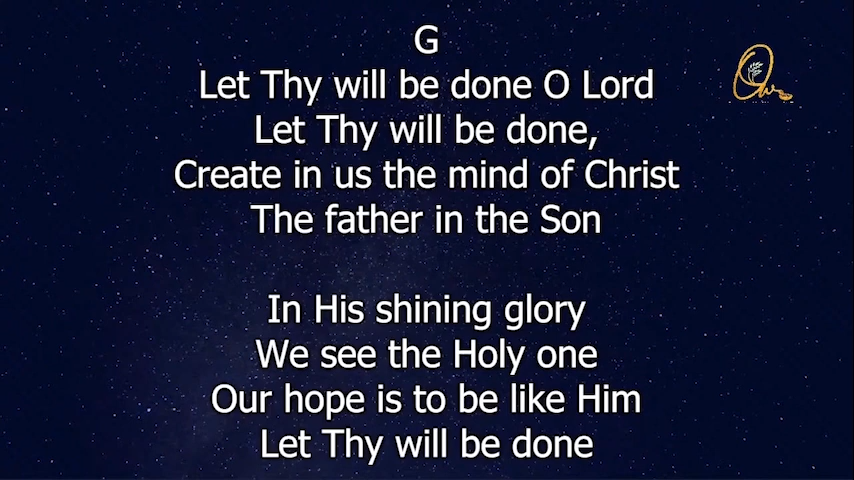 G
Let Thy will be done O Lord
Let Thy will be done,
Create in us the mind of Christ
The father in the Son
In His shining glory
We see the Holy one
Our hope is to be like Him
Let Thy will be done